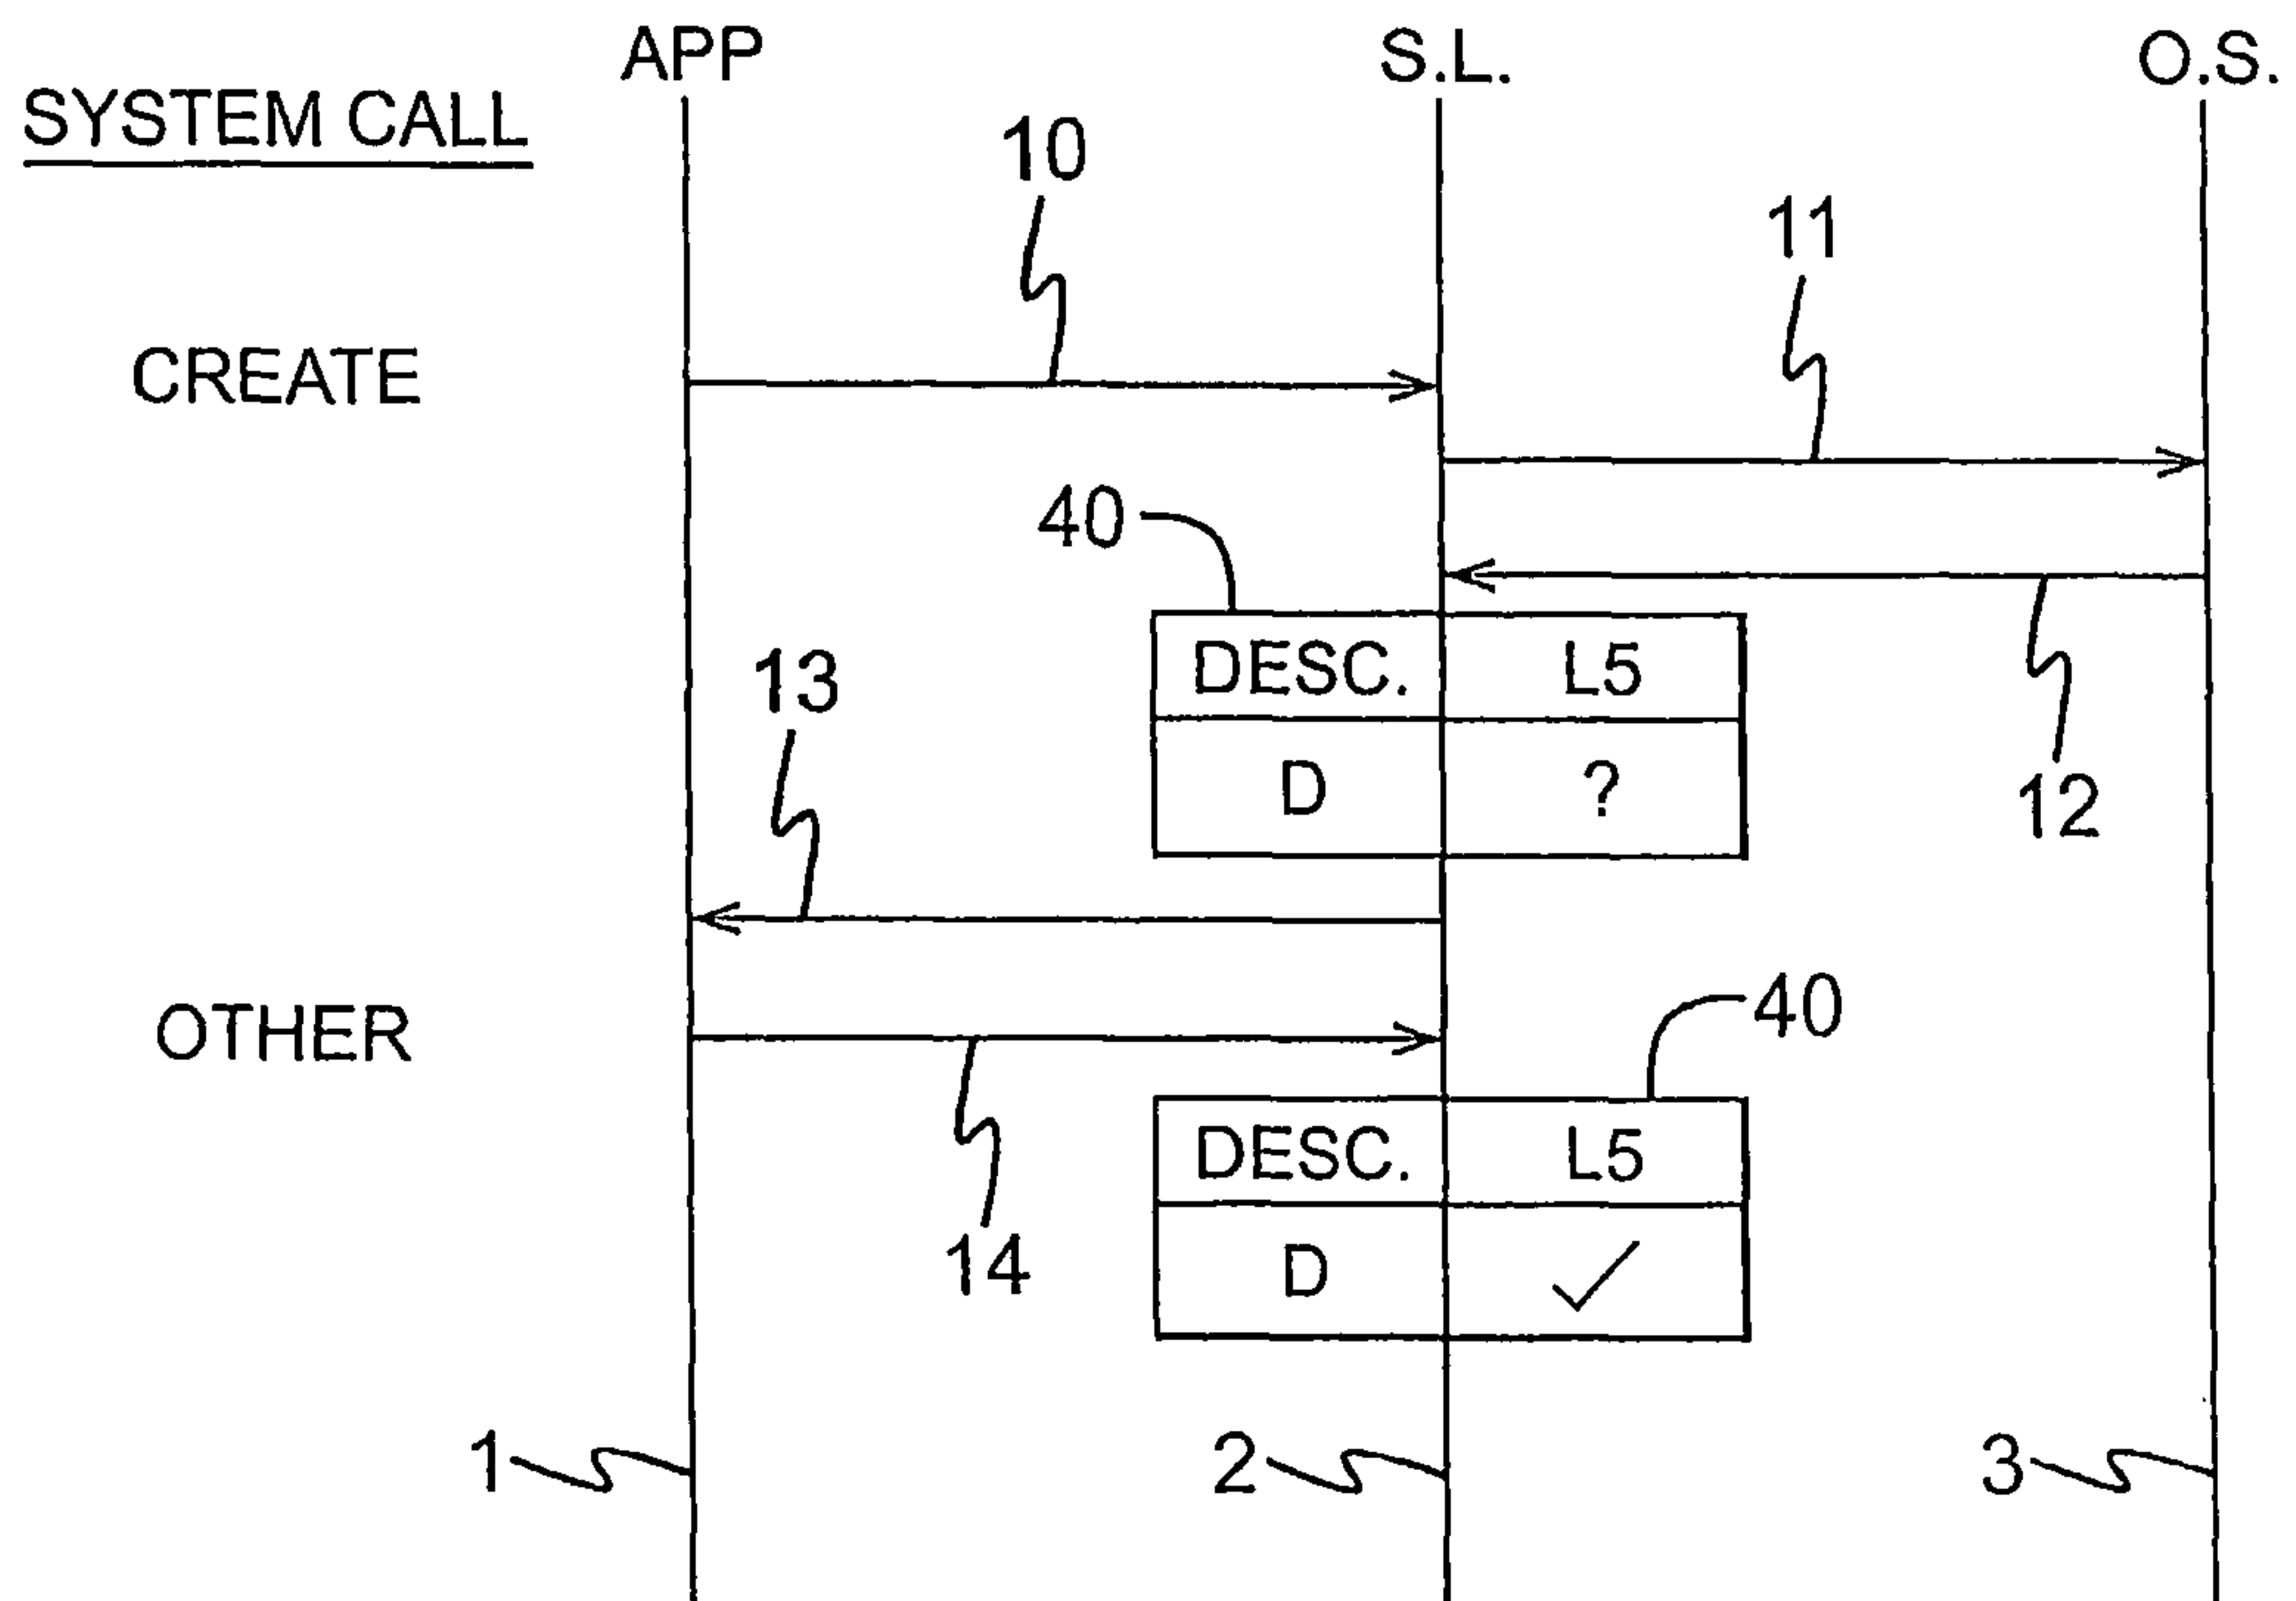 APP S.L. O.S.
SYSTEM CALL
10
11
CREATE
40
DESC. L5
13
D ?
12
40
OTHER
DESC. L5
14
D ✓
1 2 3